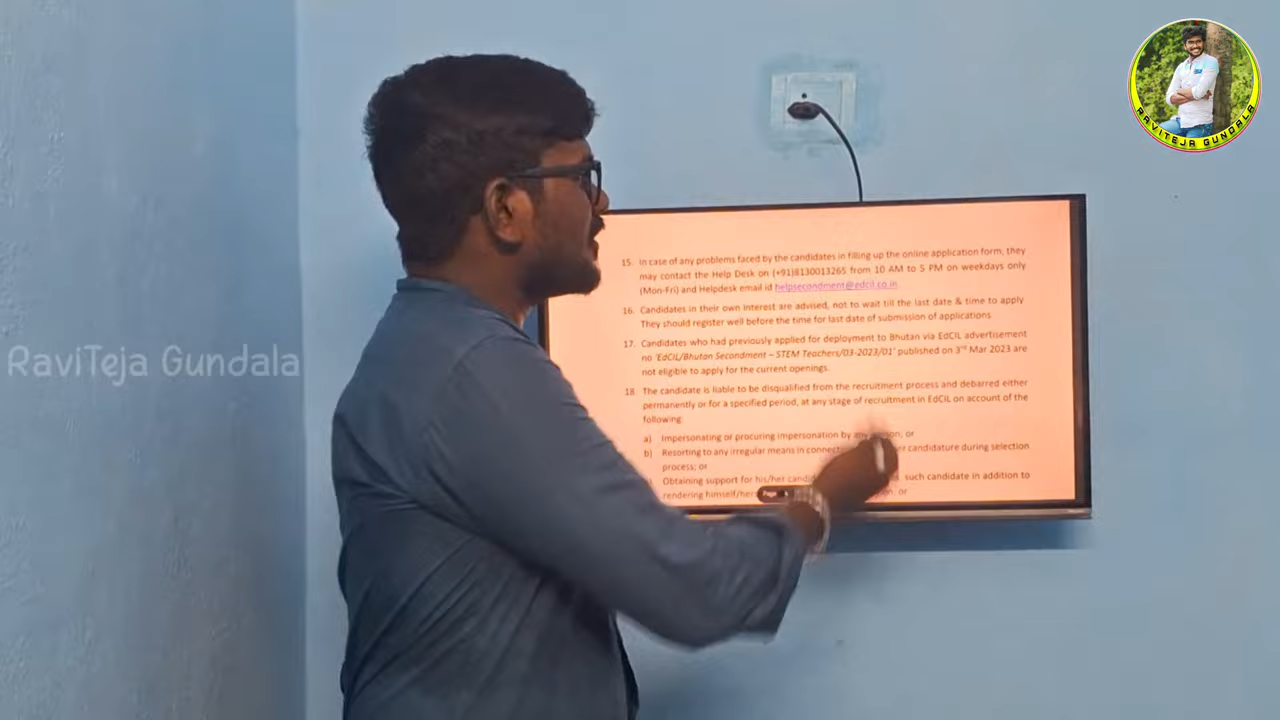 RAVITEJA GUNDALA
15. In case of any problems faced by the candidates in filling up the online application form, they
may contact the Help Desk on (+91)8130013265 from 10 AM to 5 PM on weekdays only
(Mon-Fri) and Helpdesk email id helpsecondment@edcil.co.in.
16. Candidates in their own interest are advised, not to wait till the last date & time to apply
They should register well before the time for last date of submission of applications
17. Candidates who had previously applied for deployment to Bhutan via EdCIL advertisement
no 'EdCIL/Bhutan Secondment – STEM Teachers/03-2023/01' published on 3rd Mar 2023 are
not eligible to apply for the current openings.
RaviTeja Gundala
18. The candidate is liable to be disqualified from the recruitment process and debarred either
permanently or for a specified period, at any stage of recruitment in EdCIL on account of the
following:
a) Impersonating or procuring impersonation by any person; or
b) Resorting to any irregular means in candidature during selection
process; or
Obtaining support for his/her such candidate in addition to
rendering or
Page